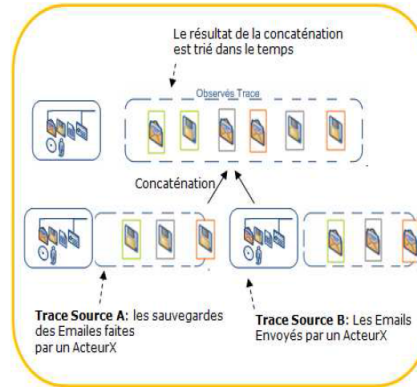 Le résultat de la concaténation
est trié dans le temps
Observés Trace
Concaténation
Trace Source A: les sauvegardes
des Emailes faites
par un ActeurX
Trace Source B: Les Emails
Envoyés par un ActeurX